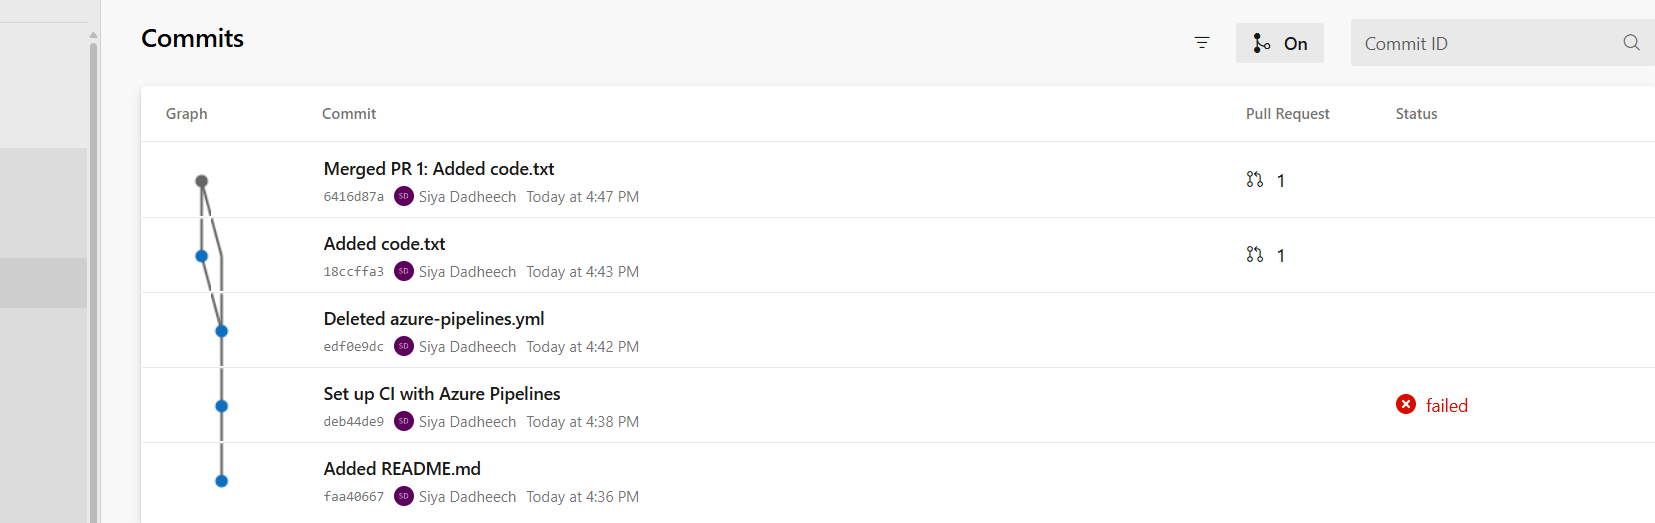 Commits
On
Commit ID
Graph Commit Pull Request Status
Merged PR 1: Added code.txt
6416d87a SD Siya Dadheech Today at 4:47 PM
1
Added code.txt
18ccffa3 SD Siya Dadheech Today at 4:43 PM
1
Deleted azure-pipelines.yml
edf0e9dc SD Siya Dadheech Today at 4:42 PM
Set up CI with Azure Pipelines
deb44de9 SD Siya Dadheech Today at 4:38 PM
failed
Added README.md
faa40667 SD Siya Dadheech Today at 4:36 PM